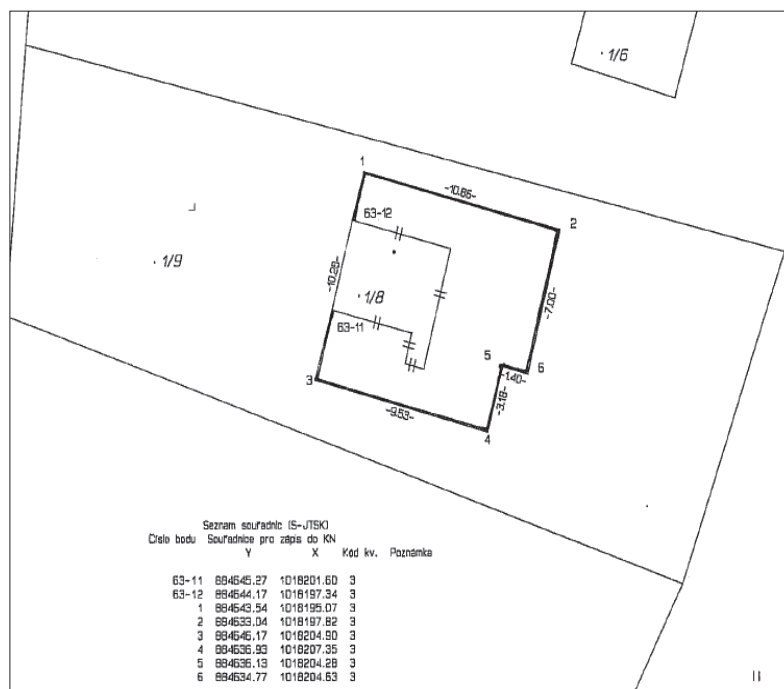 1/6
1
-10.86-
2
63-12
1/9
-10.28-
1/8
-7.00-
63-11
5
6
-1.40-
3
-3.18-
-9.53-
4
Seznam souřadnic (S-JTSK)
Číslo bodu Souřadnice pro zápis do KN
Y X Kód kv. Poznámka
63-11 884645.27 1018201.60 3
63-12 884644.17 1018197.34 3
1 884643.54 1018195.07 3
2 884633.04 1018197.82 3
3 884646.17 1018204.90 3
4 884636.93 1018207.35 3
5 884636.13 1018204.28 3
6 884634.77 1018204.63 3